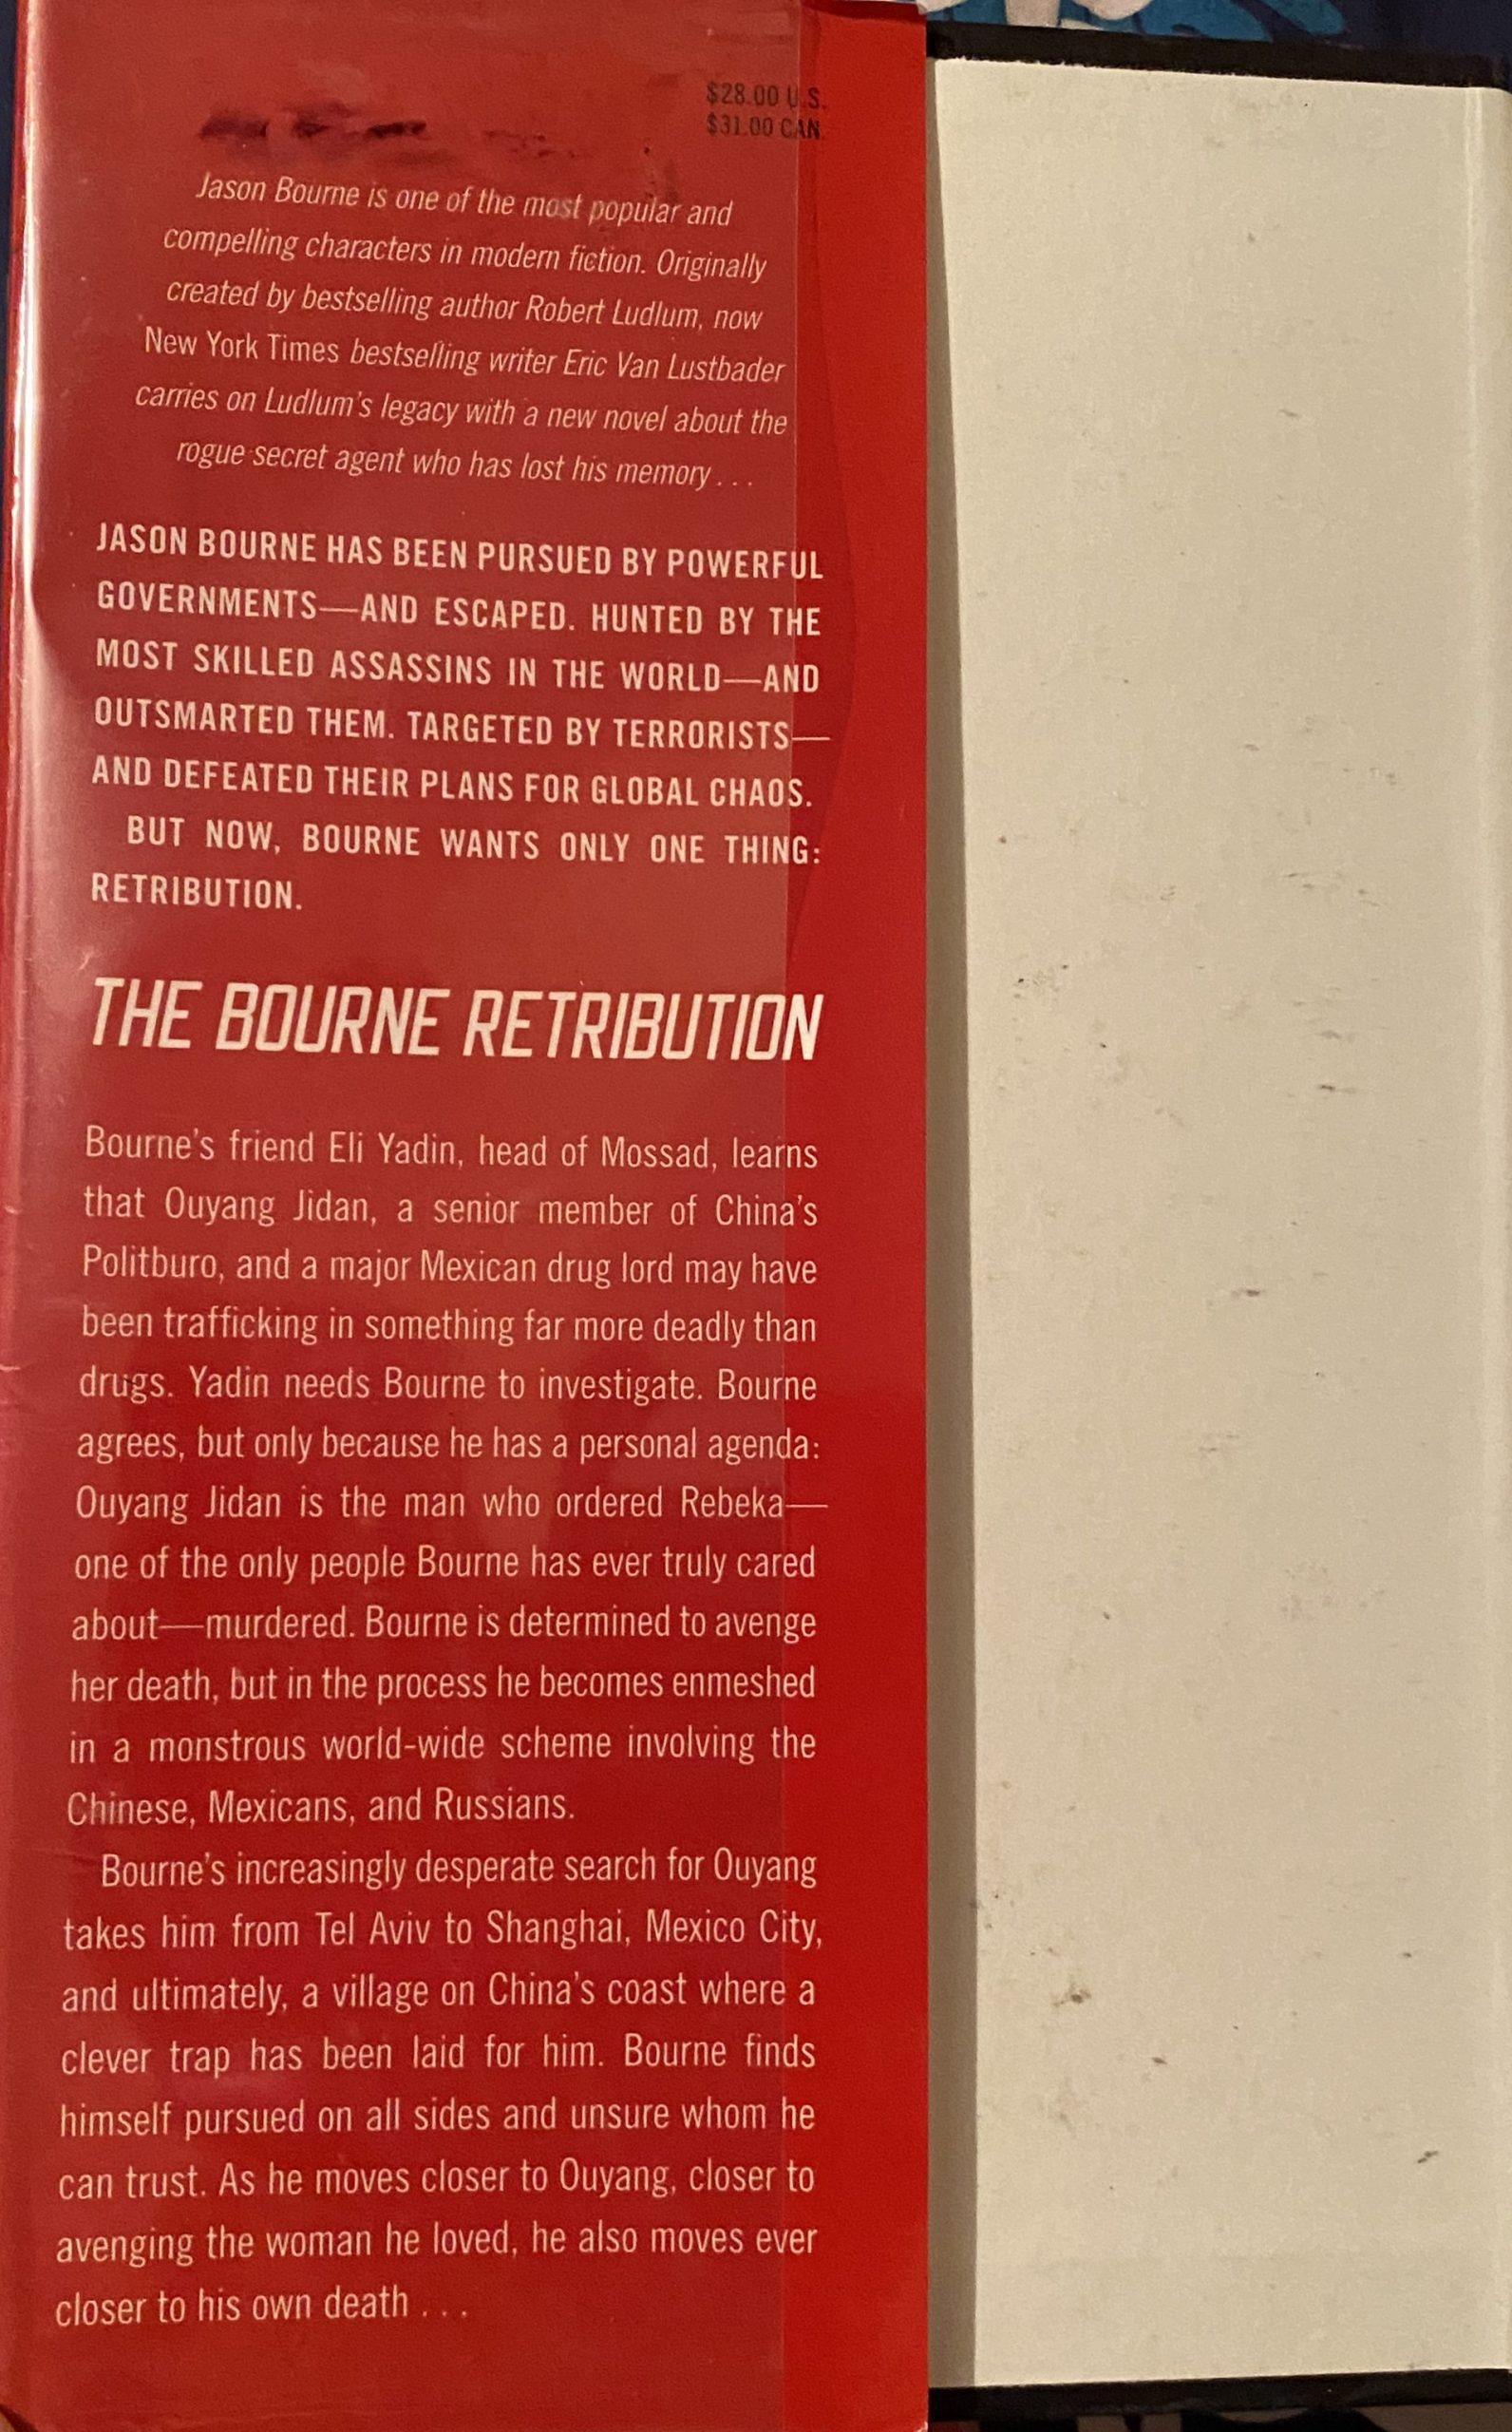 $28.00 U.S.
$31.00 CAN.
Jason Bourne is one of the most popular and
compelling characters in modern fiction. Originally
created by bestselling author Robert Ludlum, now
New York Times bestselling writer Eric Van Lustbader
carries on Ludlum's legacy with a new novel about the
rogue secret agent who has lost his memory . . .
JASON BOURNE HAS BEEN PURSUED BY POWERFUL
GOVERNMENTS—AND ESCAPED. HUNTED BY THE
MOST SKILLED ASSASSINS IN THE WORLD—AND
OUTSMARTED THEM. TARGETED BY TERRORISTS—
AND DEFEATED THEIR PLANS FOR GLOBAL CHAOS.
BUT NOW, BOURNE WANTS ONLY ONE THING:
RETRIBUTION.
THE BOURNE RETRIBUTION
Bourne's friend Eli Yadin, head of Mossad, learns
that Ouyang Jidan, a senior member of China's
Politburo, and a major Mexican drug lord may have
been trafficking in something far more deadly than
drugs. Yadin needs Bourne to investigate. Bourne
agrees, but only because he has a personal agenda:
Ouyang Jidan is the man who ordered Rebeka—
one of the only people Bourne has ever truly cared
about—murdered. Bourne is determined to avenge
her death, but in the process he becomes enmeshed
in a monstrous world-wide scheme involving the
Chinese, Mexicans, and Russians.
Bourne's increasingly desperate search for Ouyang
takes him from Tel Aviv to Shanghai, Mexico City,
and ultimately, a village on China's coast where a
clever trap has been laid for him. Bourne finds
himself pursued on all sides and unsure whom he
can trust. As he moves closer to Ouyang, closer to
avenging the woman he loved, he also moves ever
closer to his own death . . .